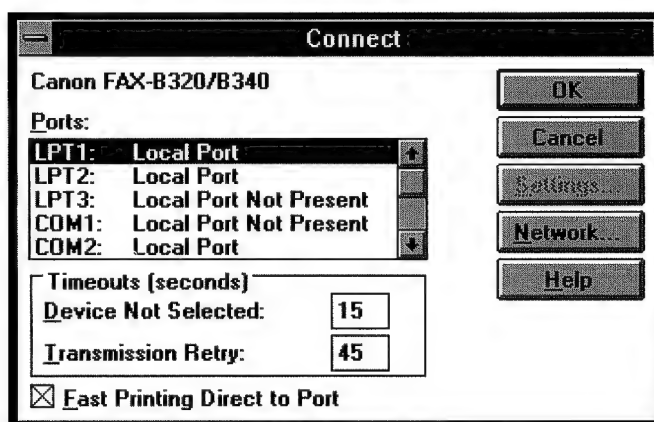 Connect
Canon FAX-B320/B340
Ports:
LPT1: Local Port
LPT2: Local Port
LPT3: Local Port Not Present
COM1: Local Port Not Present
COM2: Local Port
Timeouts (seconds)
Device Not Selected: 15
Transmission Retry: 45
Fast Printing Direct to Port
OK
Cancel
Settings...
Network...
Help